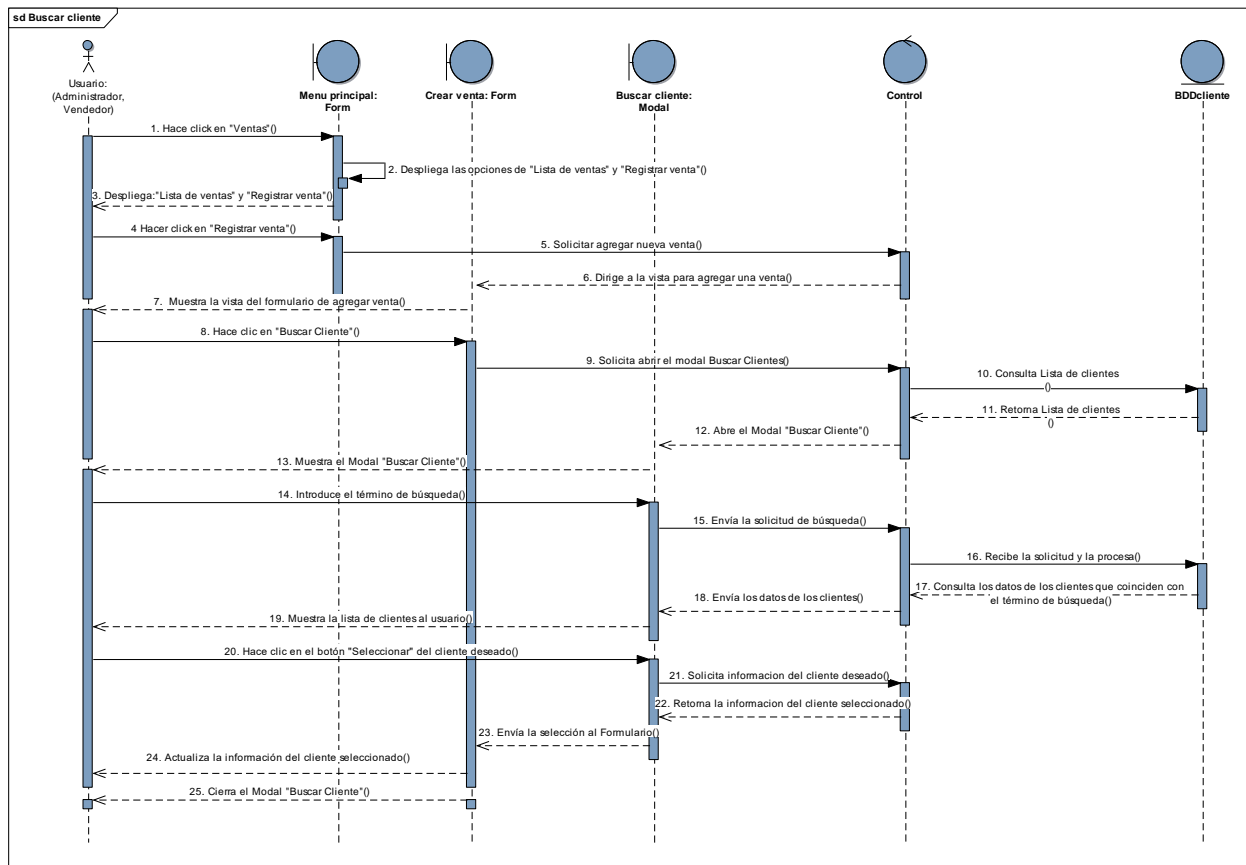 sd Buscar cliente
Usuario:
(Administrador,
Vendedor)
Menu principal:
Form
Crear venta: Form
Buscar cliente:
Modal
Control
BDDcliente
1. Hace click en "Ventas"()
2. Despliega las opciones de "Lista de ventas" y "Registrar venta"()
3. Despliega:"Lista de ventas" y "Registrar venta"()
4 Hacer click en "Registrar venta"()
5. Solicitar agregar nueva venta()
6. Dirige a la vista para agregar una venta()
7. Muestra la vista del formulario de agregar venta()
8. Hace clic en "Buscar Cliente"()
9. Solicita abrir el modal Buscar Clientes()
10. Consulta Lista de clientes
()
11. Retorna Lista de clientes
()
12. Abre el Modal "Buscar Cliente"()
13. Muestra el Modal "Buscar Cliente"()
14. Introduce el término de búsqueda()
15. Envía la solicitud de búsqueda()
16. Recibe la solicitud y la procesa()
17. Consulta los datos de los clientes que coinciden con
el término de búsqueda()
18. Envía los datos de los clientes()
19. Muestra la lista de clientes al usuario()
20. Hace clic en el botón "Seleccionar" del cliente deseado()
21. Solicita informacion del cliente deseado()
22. Retorna la informacion del cliente seleccionado()
23. Envía la selección al Formulario()
24. Actualiza la información del cliente seleccionado()
25. Cierra el Modal "Buscar Cliente"()